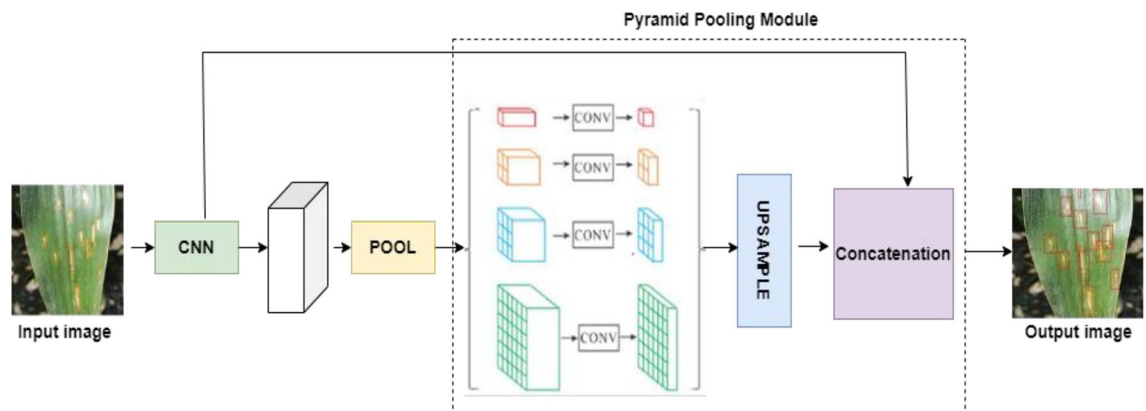 Pyramid Pooling Module
CONV
CONV
CONV
CONV
CNN
POOL
UPSAMPLE
Concatenation
Input image
Output image